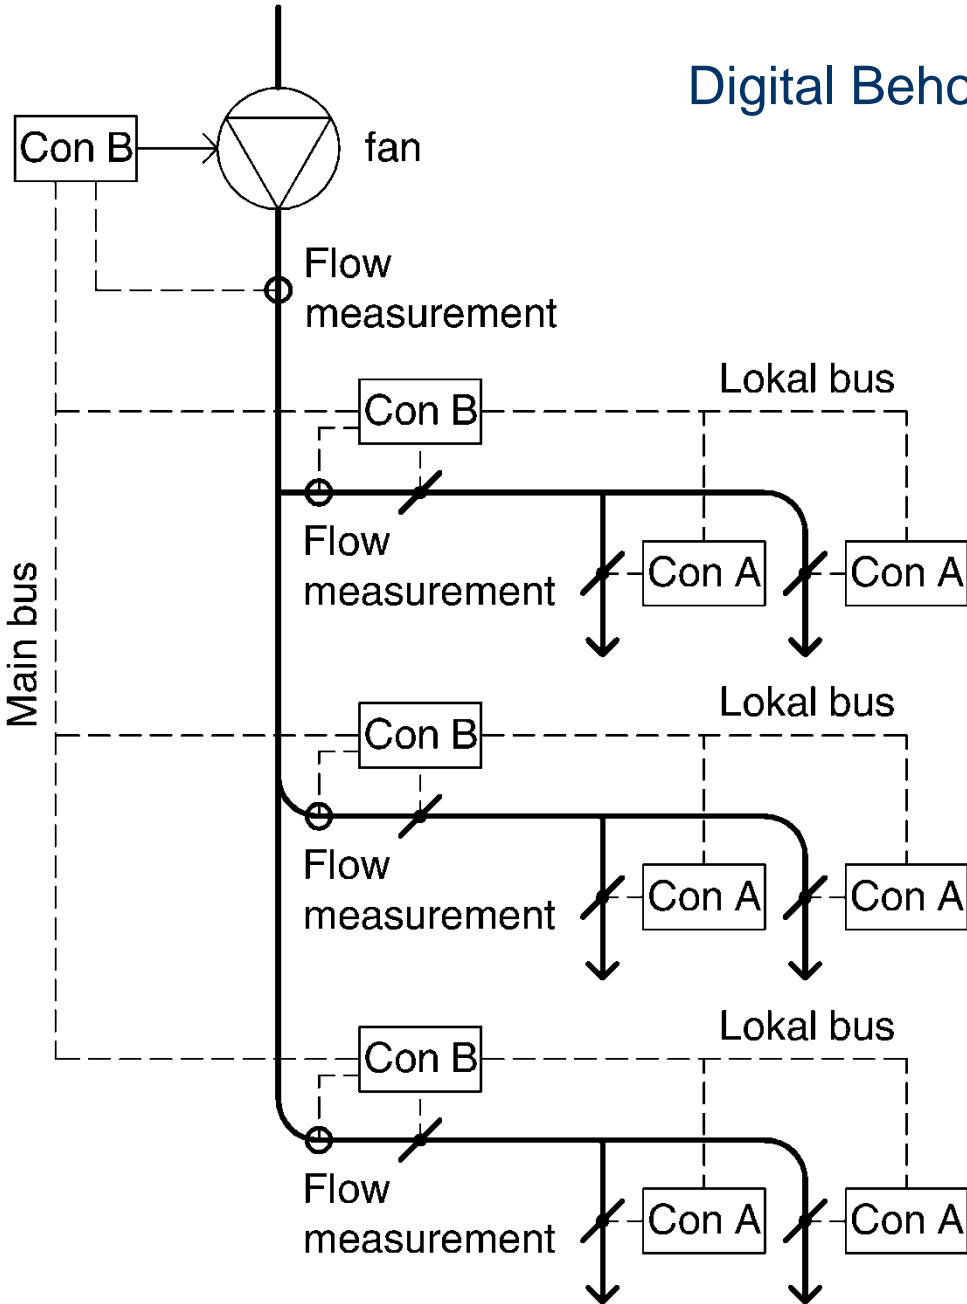 Digital Beho
Con B
fan
Flow
measurement
Lokal bus
Con B
Flow
measurement
Con A
Con A
Main bus
Lokal bus
Con B
Flow
measurement
Con A
Con A
Lokal bus
Con B
Flow
measurement
Con A
Con A